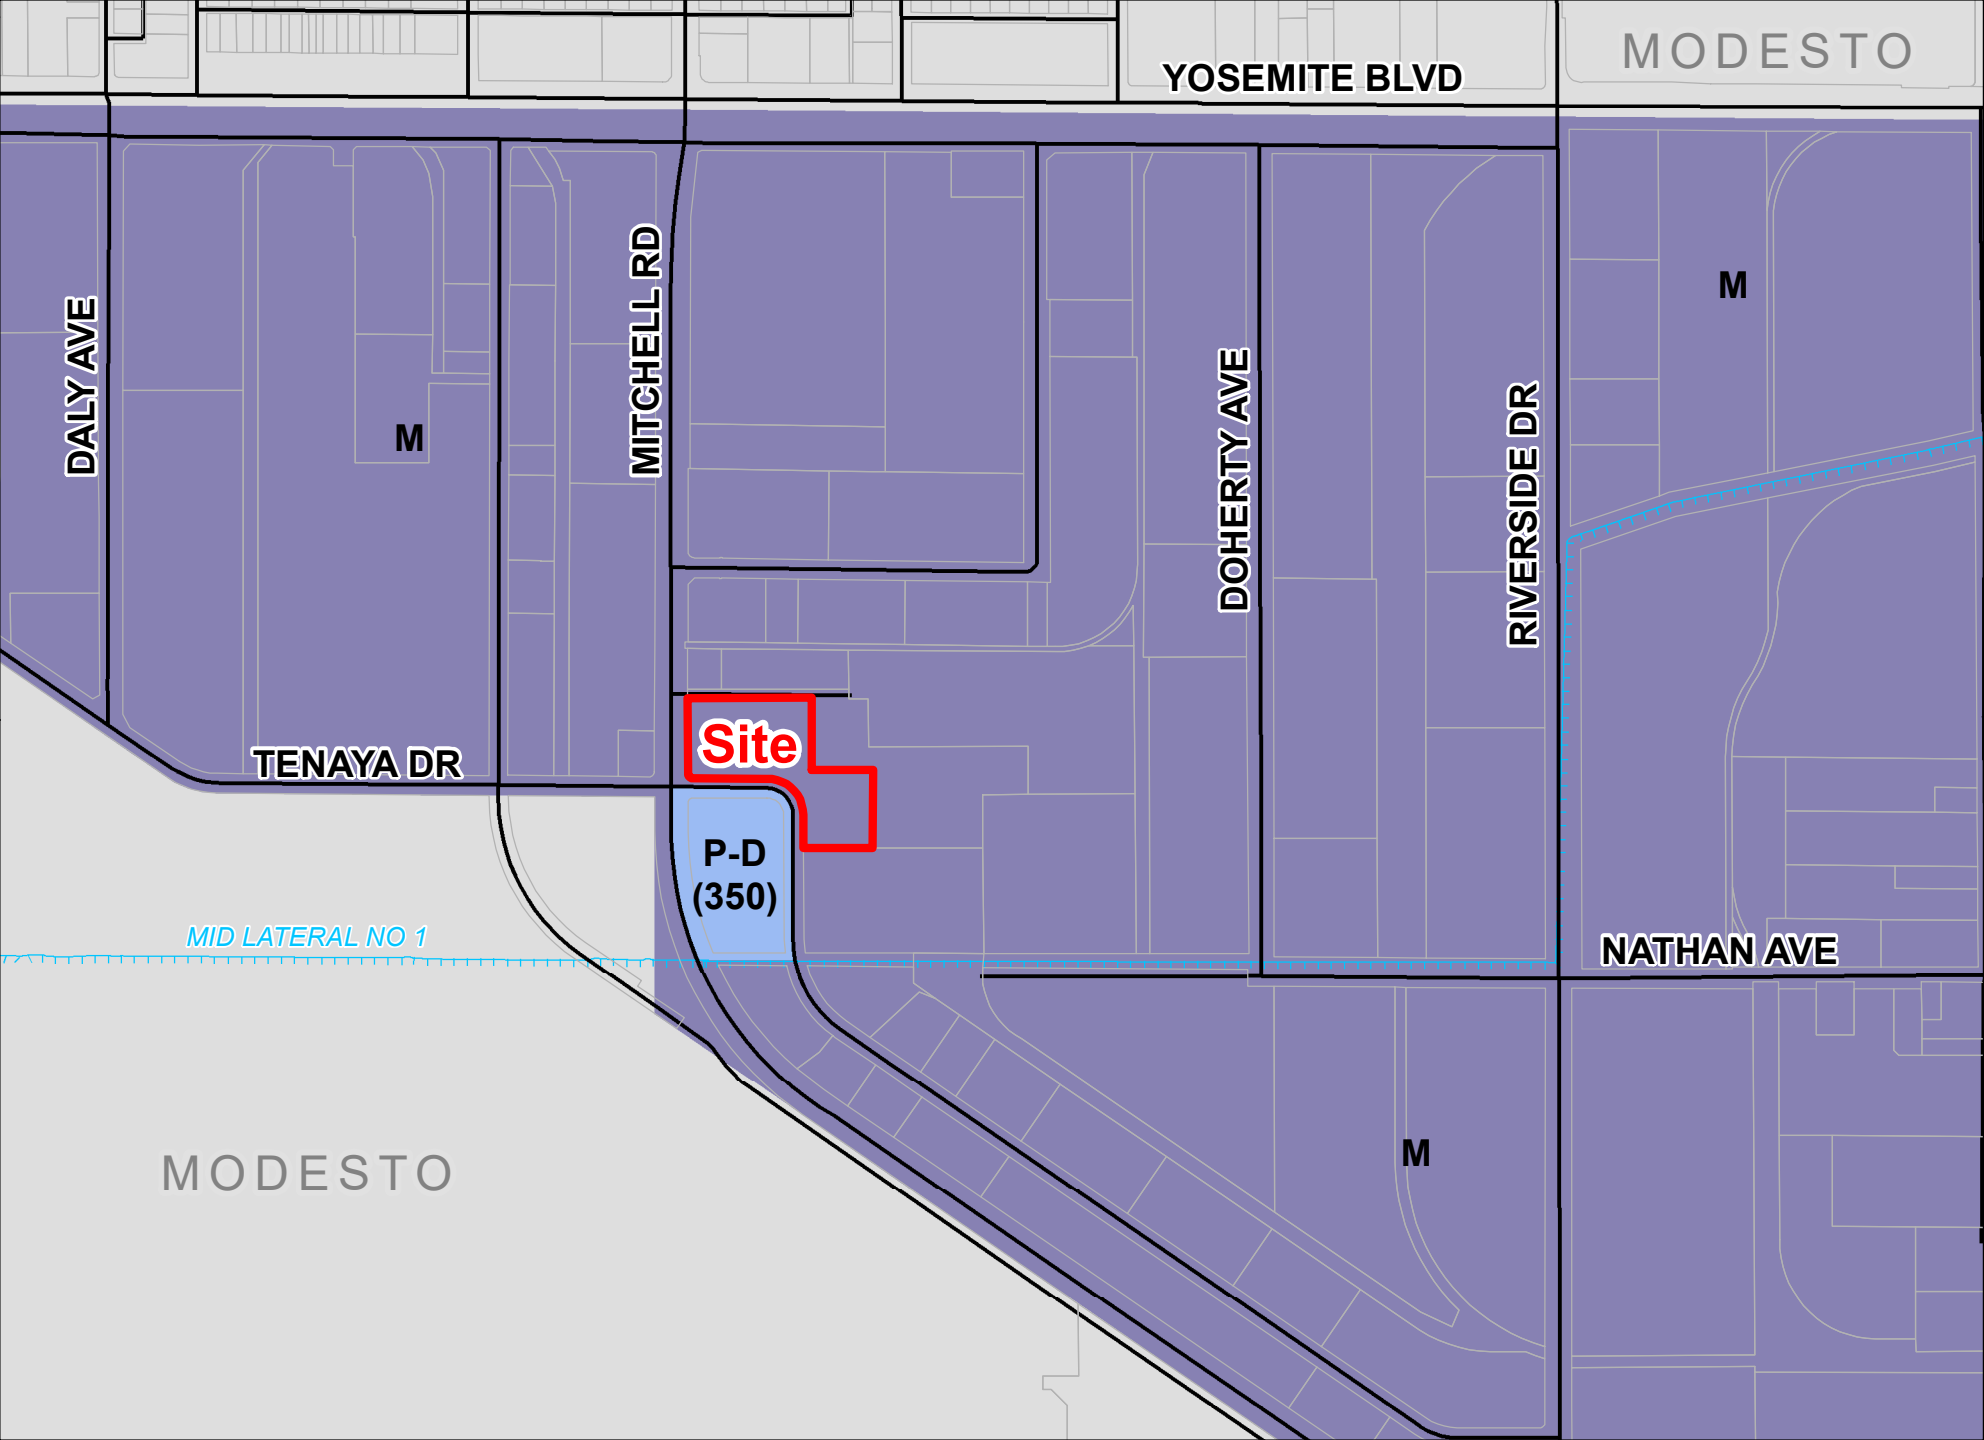 MODESTO
YOSEMITE BLVD
M
DALY AVE
MITCHELL RD
DOHERTY AVE
RIVERSIDE DR
M
Site
TENAYA DR
P-D
(350)
MID LATERAL NO 1
NATHAN AVE
MODESTO
M